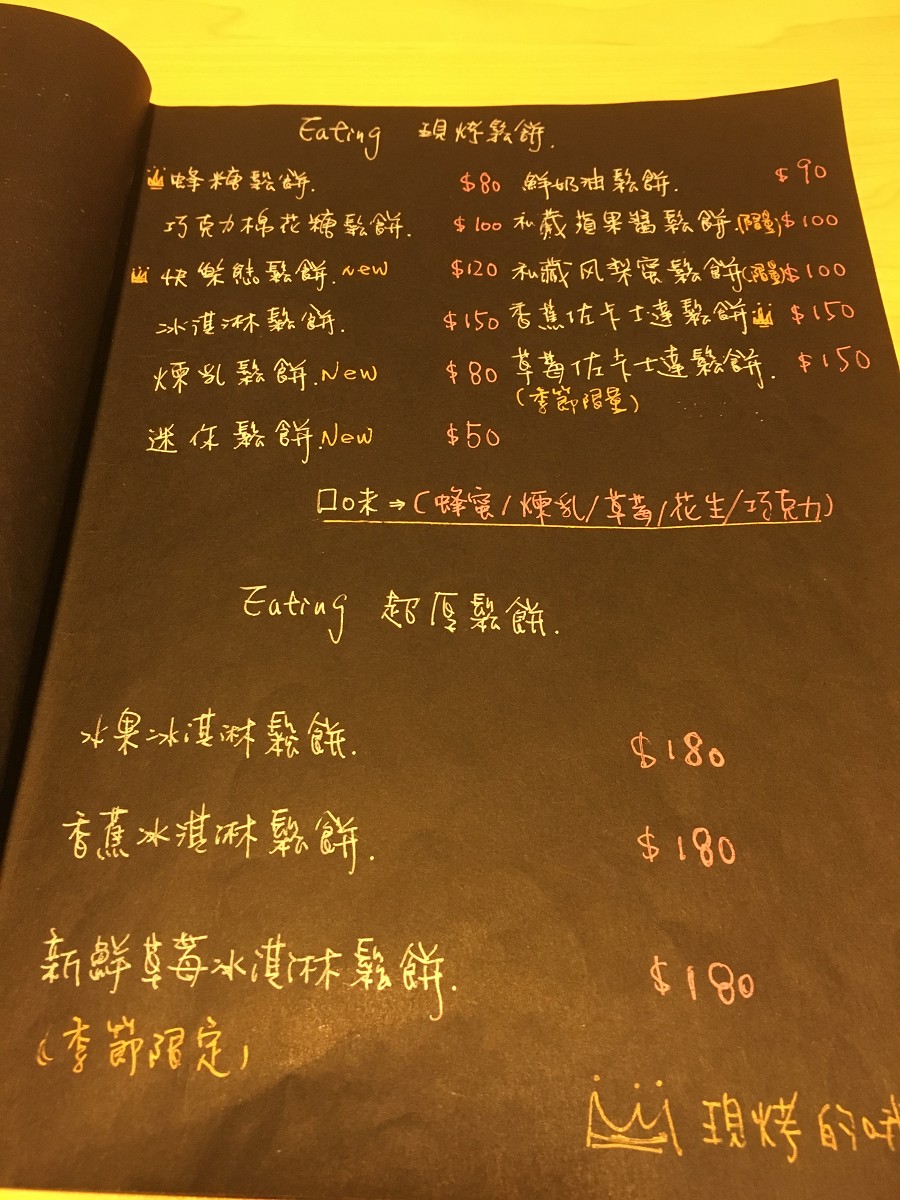 Eating 現烤鬆餅.
蜂糖鬆餅. $80 鮮奶油鬆餅. $90
巧克力棉花糖鬆餅. $100 私藏蘋果醬鬆餅(限量) $100
快樂態鬆餅.new $120 私藏风梨蜜鬆餅(限量) $100
冰淇淋鬆餅. $150 香蕉佐卡士達鬆餅 $150
煉乳鬆餅.New $80 草莓佐卡士達鬆餅. $150
(季節限量)
迷你鬆餅.New $50
口味→(蜂蜜/煉乳/草莓/花生/巧克力)
Eating 超厚鬆餅.
水果冰淇淋鬆餅. $180
香蕉冰淇淋鬆餅. $180
新鮮草莓冰淇淋鬆餅. $180
(季節限定)
現烤的